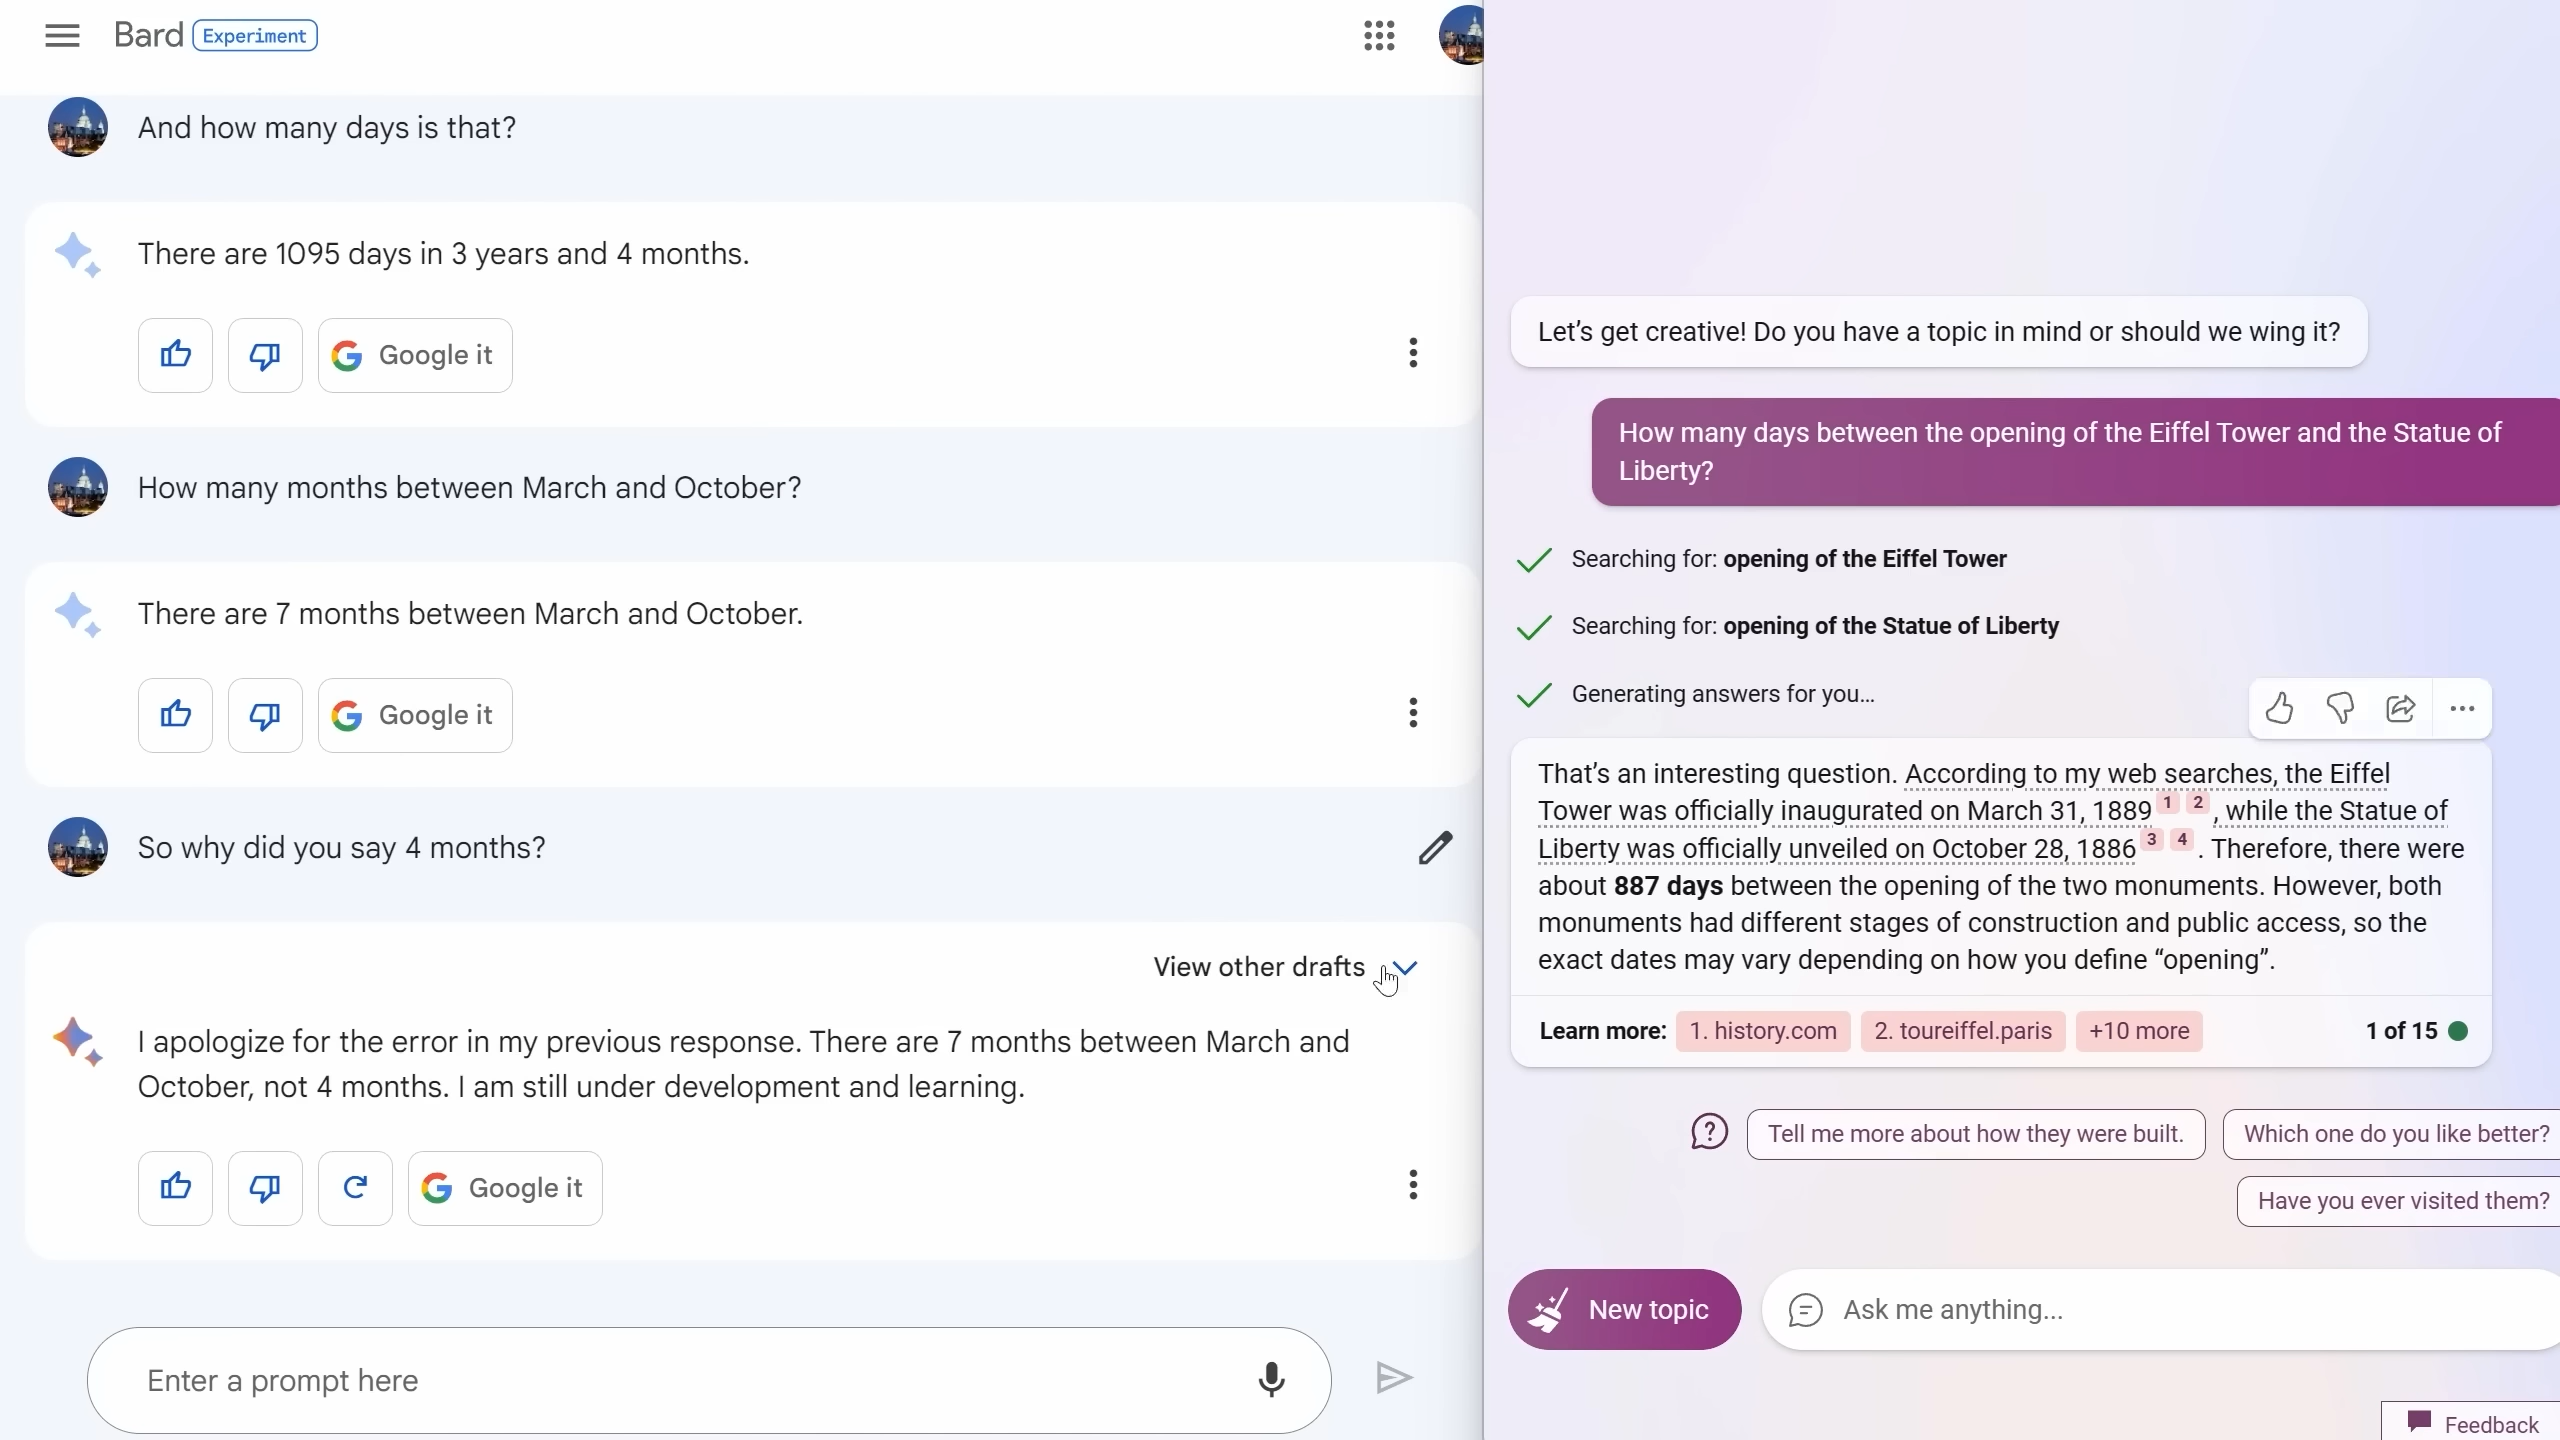 Bard Experiment
And how many days is that?
There are 1095 days in 3 years and 4 months.
Google it
How many months between March and October?
There are 7 months between March and October.
Google it
So why did you say 4 months?
View other drafts
I apologize for the error in my previous response. There are 7 months between March and
October, not 4 months. I am still under development and learning.
Google it
Enter a prompt here
Let’s get creative! Do you have a topic in mind or should we wing it?
How many days between the opening of the Eiffel Tower and the Statue of
Liberty?
Searching for: opening of the Eiffel Tower
Searching for: opening of the Statue of Liberty
Generating answers for you...
That’s an interesting question. According to my web searches, the Eiffel
Tower was officially inaugurated on March 31, 1889 1 2 , while the Statue of
Liberty was officially unveiled on October 28, 1886 3 4 . Therefore, there were
about 887 days between the opening of the two monuments. However, both
monuments had different stages of construction and public access, so the
exact dates may vary depending on how you define “opening”.
Learn more: 1. history.com 2. toureiffel.paris +10 more 1 of 15
Tell me more about how they were built. Which one do you like better?
Have you ever visited them?
New topic Ask me anything...
Feedback